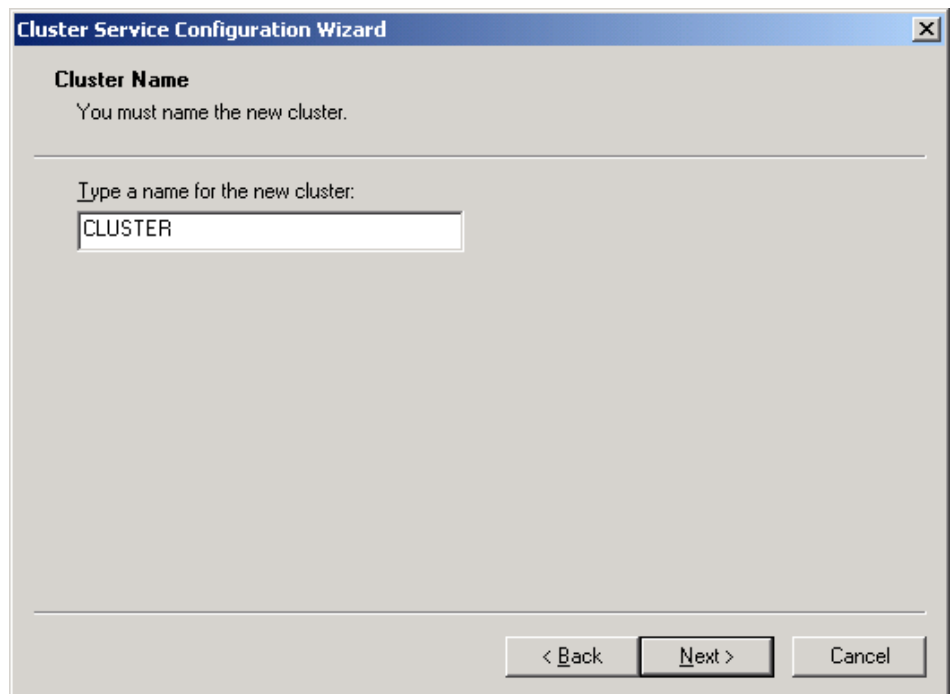 Cluster Service Configuration Wizard
Cluster Name
You must name the new cluster.
Type a name for the new cluster:
CLUSTER
< Back
Next >
Cancel